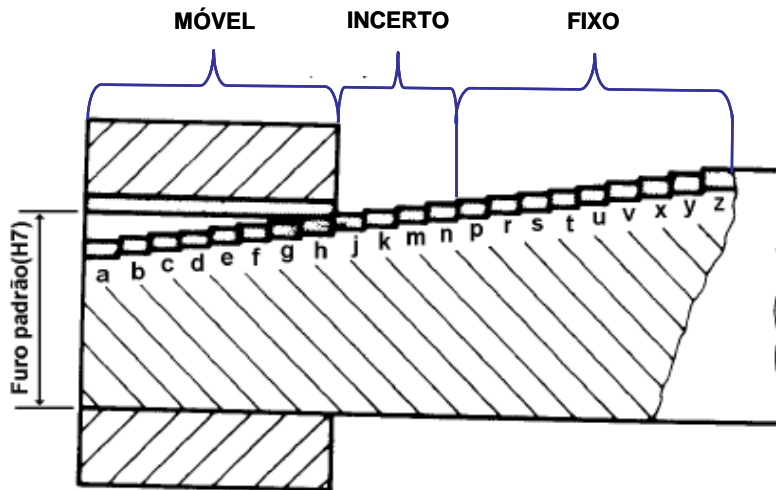 MÓVEL INCERTO FIXO
a b c d e f g h j k m n p r s t u v x y z
Furo padrão(H7)